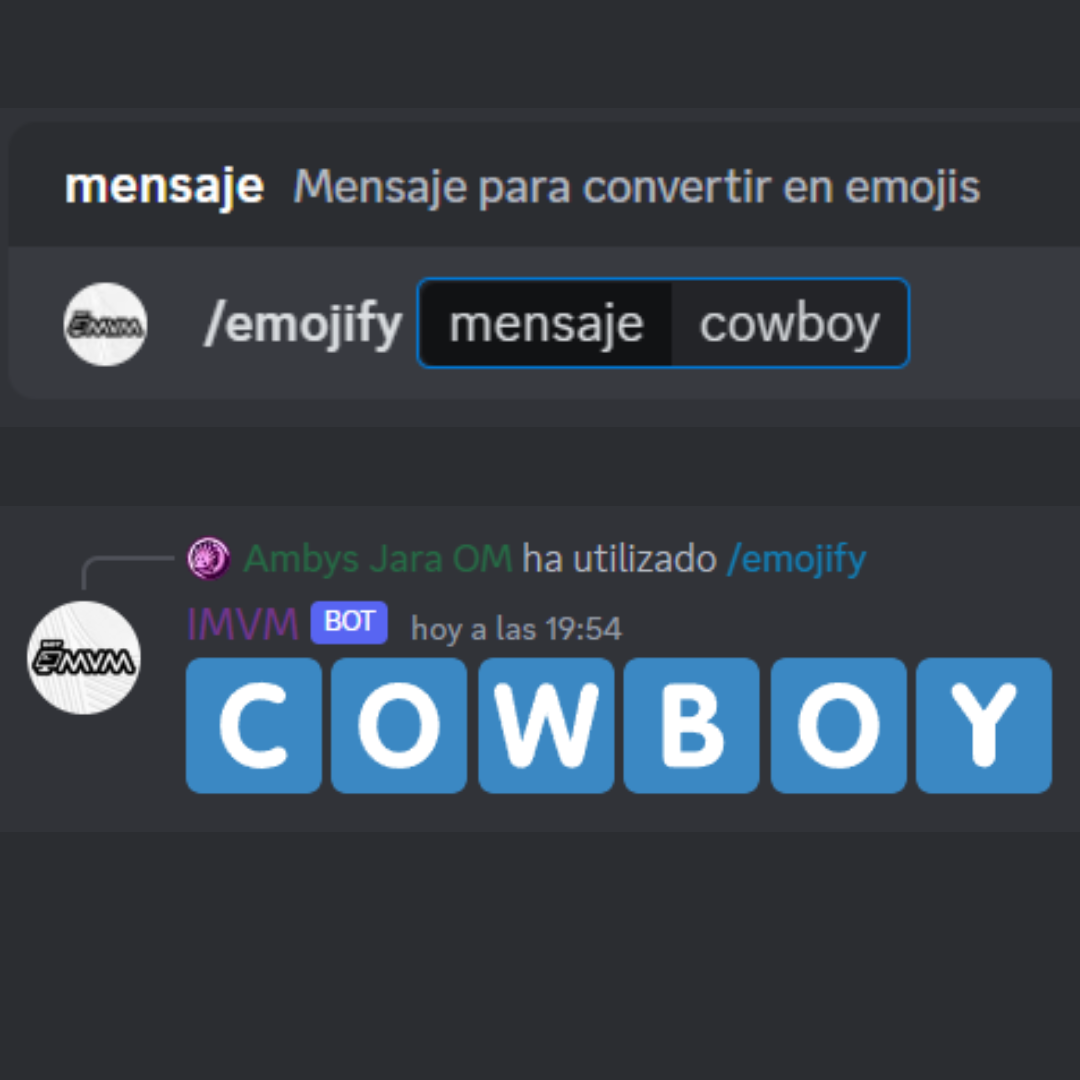 mensaje Mensaje para convertir en emojis
/emojify mensaje cowboy
Ambys Jara OM ha utilizado /emojify
IMVM BOT hoy a las 19:54
C O W B O Y